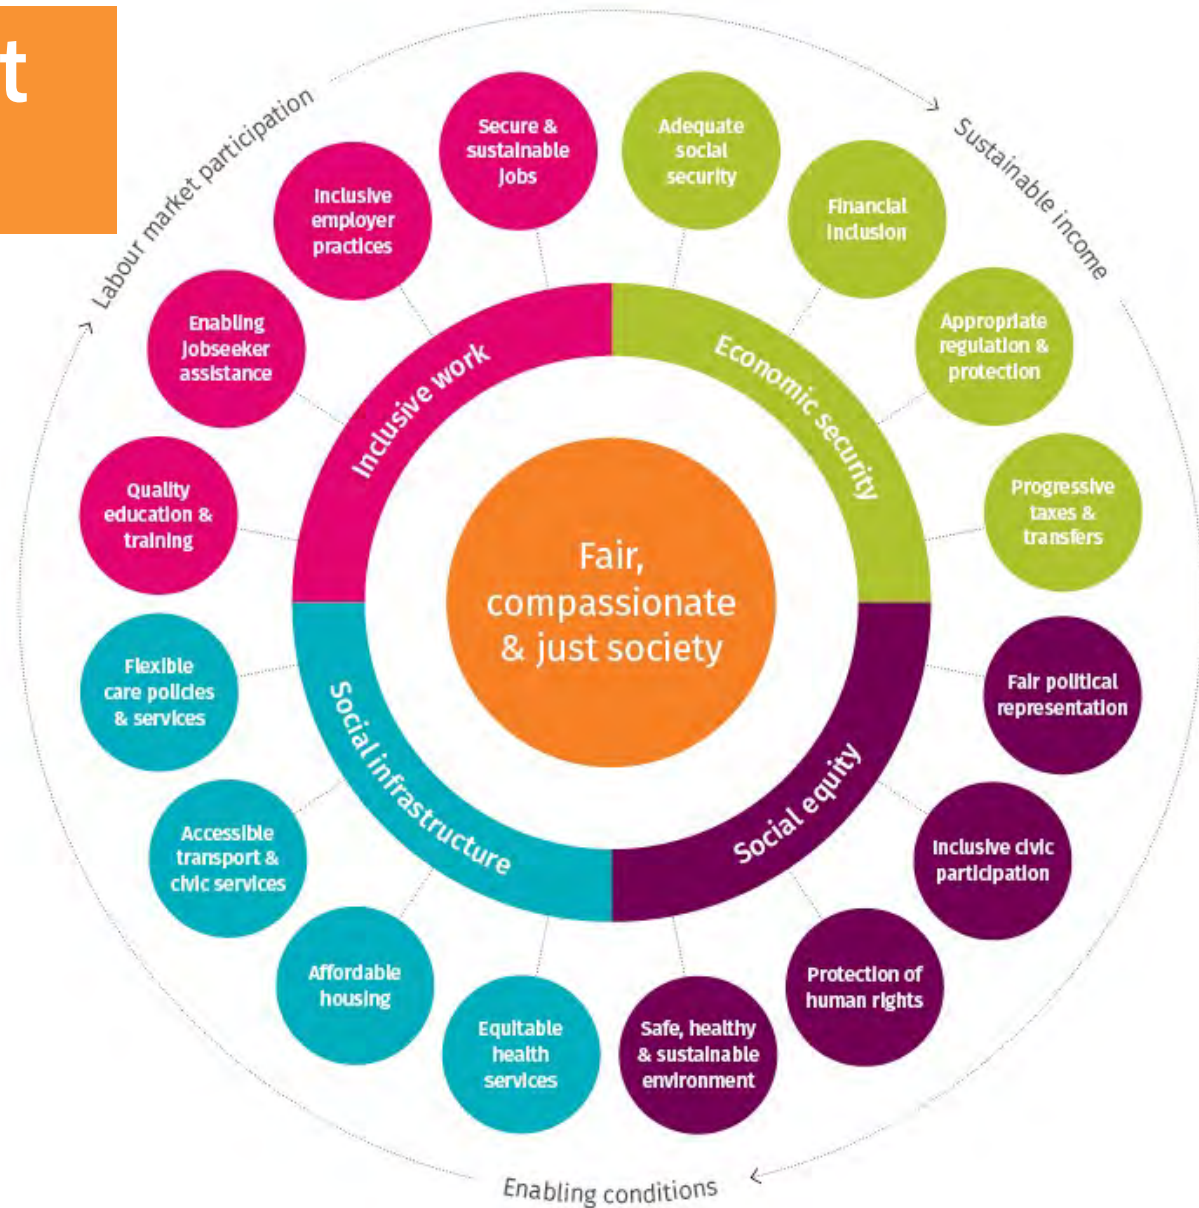 t
Labour market participation
Sustainable income
Enabling conditions
Secure &
sustainable
jobs
Inclusive
employer
practices
Enabling
jobseeker
assistance
Quality
education &
training
Inclusive work
Adequate
social
security
Financial
inclusion
Appropriate
regulation &
protection
Progressive
taxes &
transfers
Economic security
Fair,
compassionate
& just society
Flexible
care policies
& services
Accessible
transport &
civic services
Affordable
housing
Equitable
health
services
Social infrastructure
Fair political
representation
Inclusive civic
participation
Protection of
human rights
Safe, healthy
& sustainable
environment
Social equity